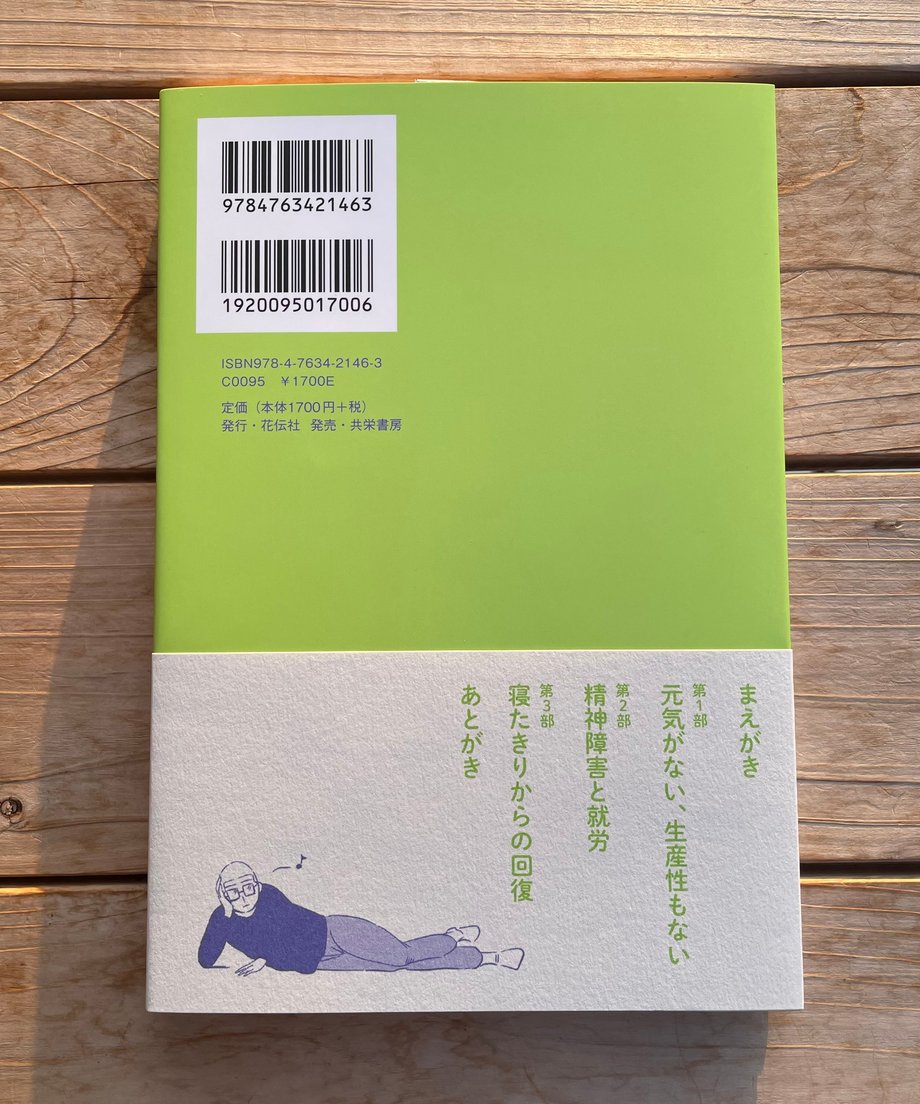 9784763421463
1920095017006
ISBN978-4-7634-2146-3
C0095　¥1700E
定価（本体1700円＋税）
発行・花伝社　発売・共栄書房
まえがき
第1部
元気がない、生産性もない
第2部
精神障害と就労
第3部
寝たきりからの回復
あとがき